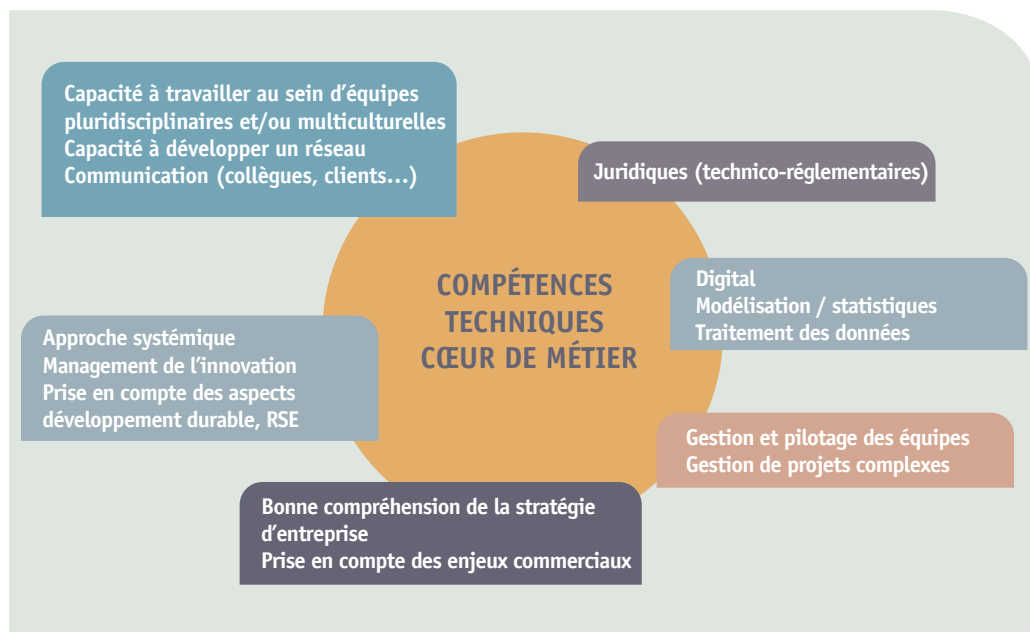 Capacité à travailler au sein d’équipes
pluridisciplinaires et/ou multiculturelles
Capacité à développer un réseau
Communication (collègues, clients…)
Juridiques (technico-réglementaires)
COMPÉTENCES
TECHNIQUES
CŒUR DE MÉTIER
Digital
Modélisation / statistiques
Traitement des données
Approche systémique
Management de l’innovation
Prise en compte des aspects
développement durable, RSE
Gestion et pilotage des équipes
Gestion de projets complexes
Bonne compréhension de la stratégie
d’entreprise
Prise en compte des enjeux commerciaux